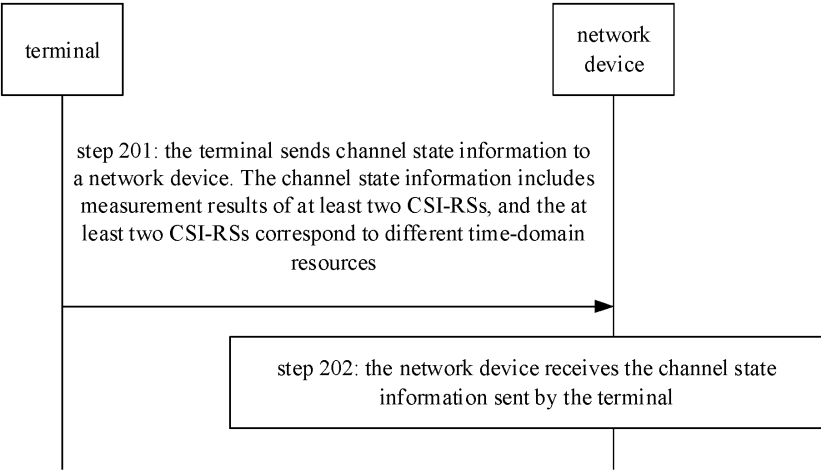 terminal
network
device
step 201: the terminal sends channel state information to
a network device. The channel state information includes
measurement results of at least two CSI-RSs, and the at
least two CSI-RSs correspond to different time-domain
resources
step 202: the network device receives the channel state
information sent by the terminal